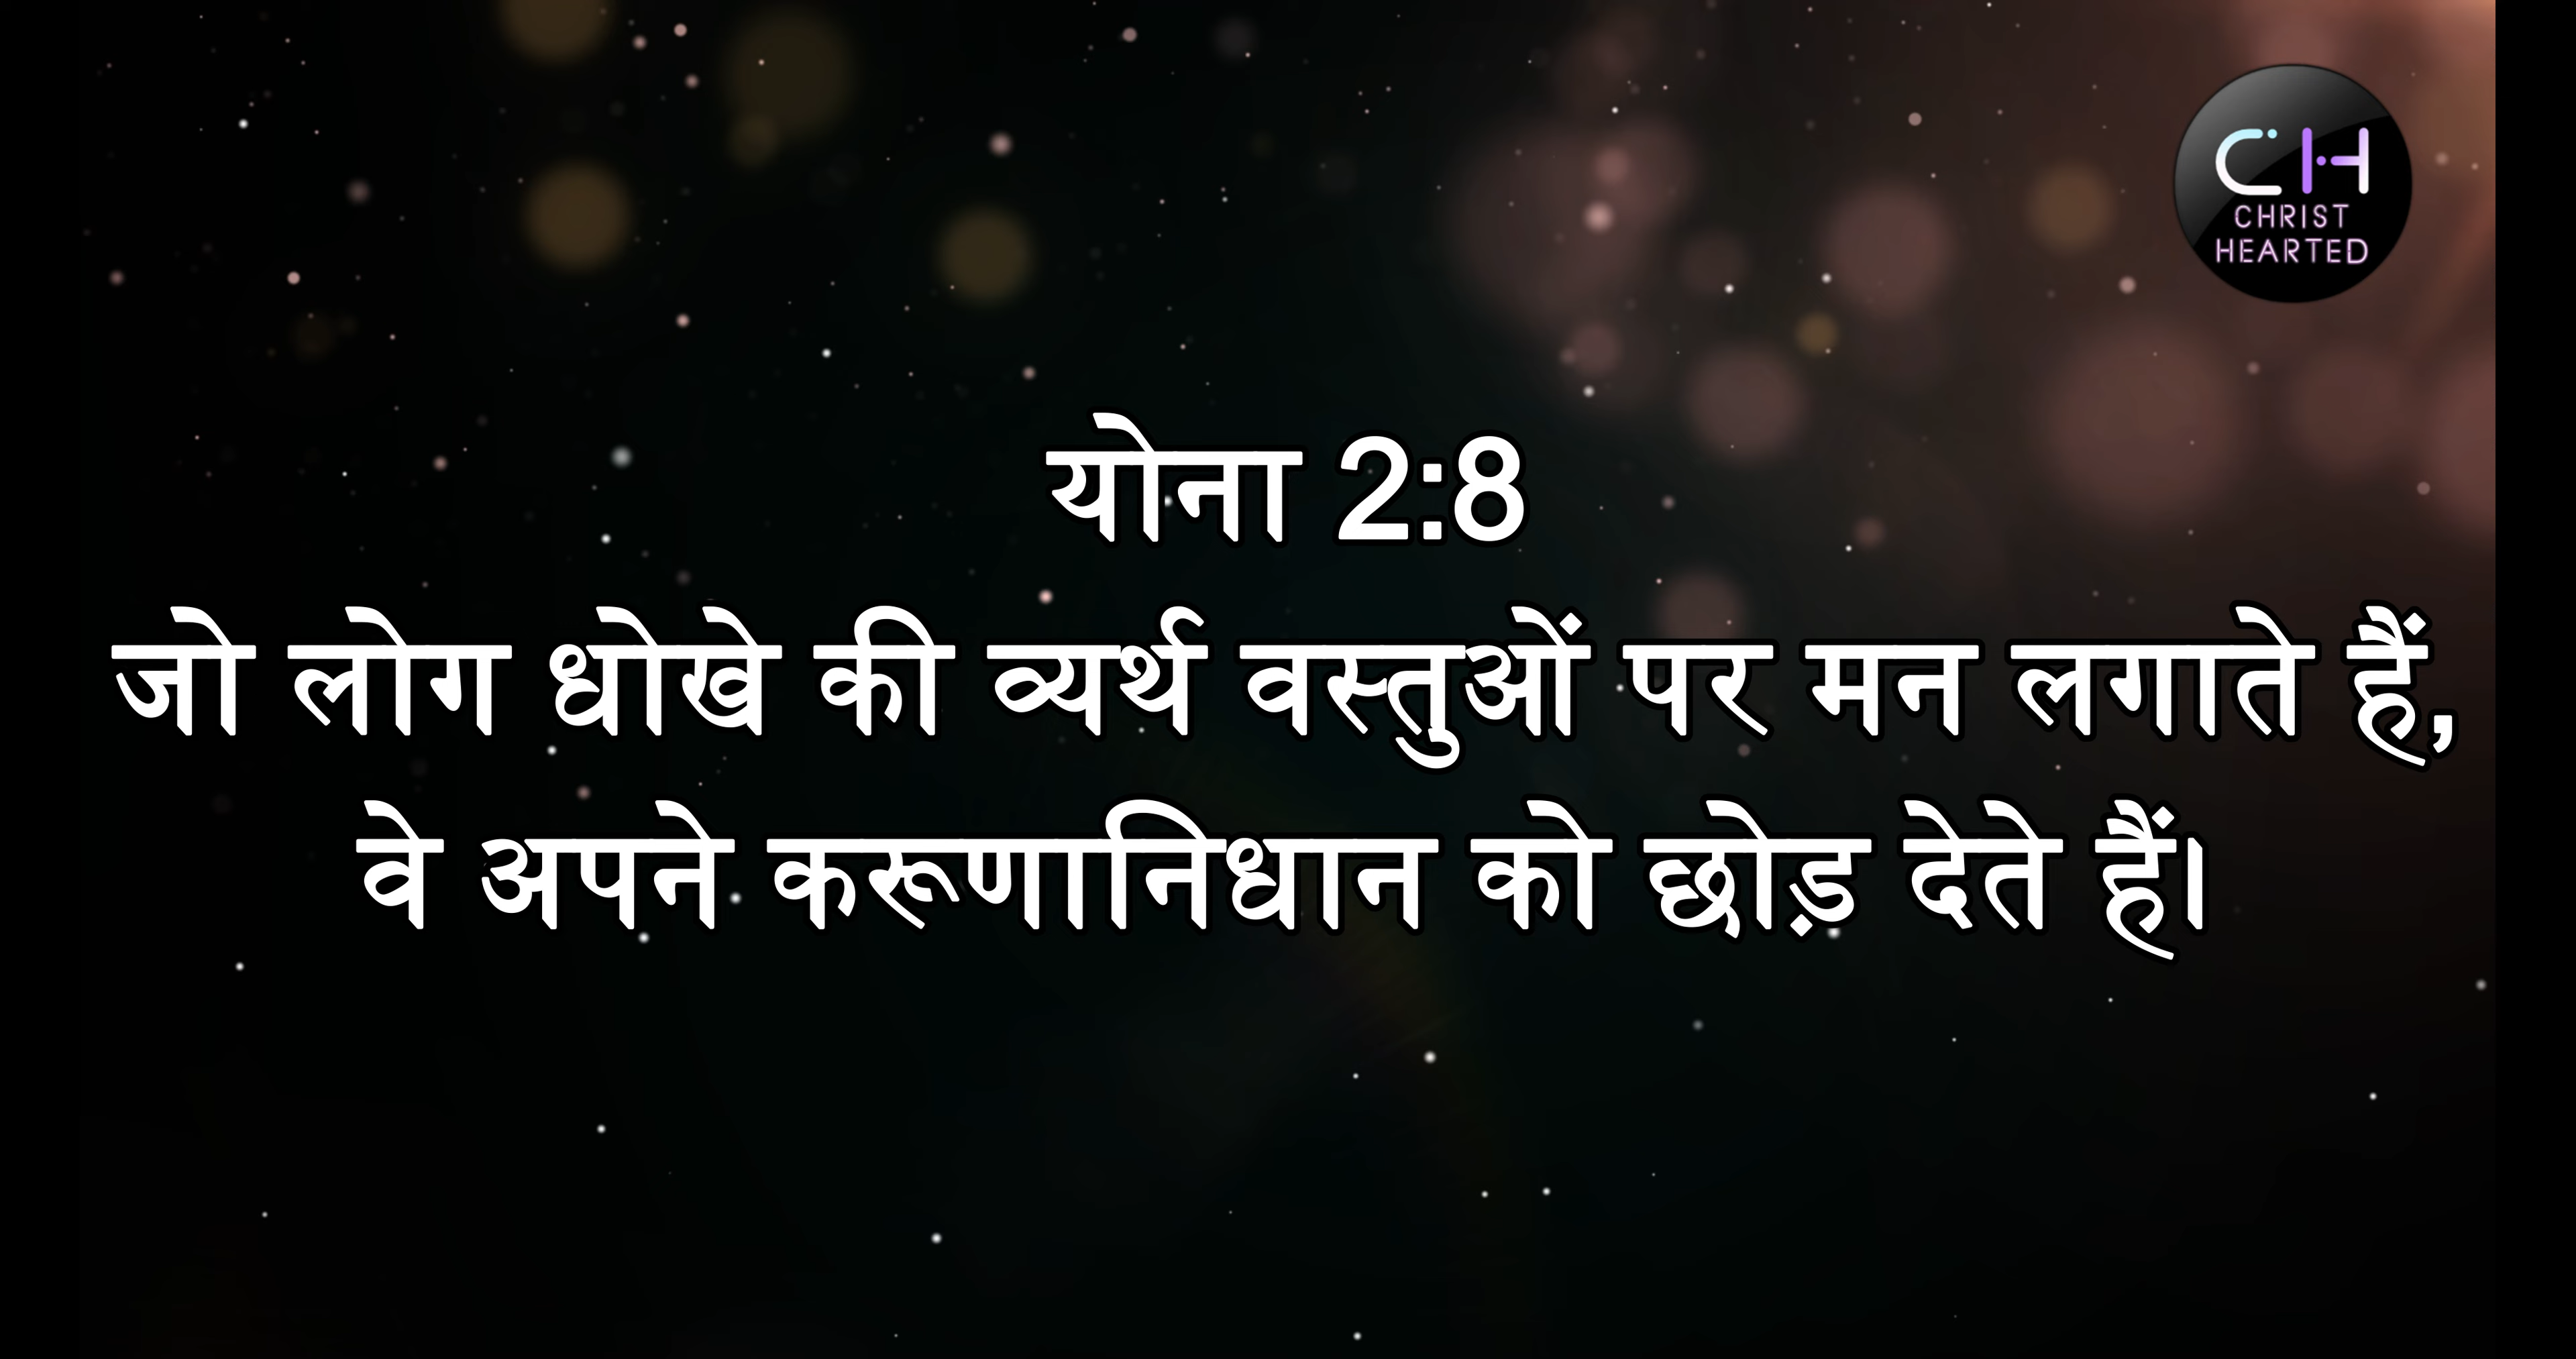 CH
CHRIST
HEARTED
योना 2:8
जो लोग धोखे की व्यर्थ वस्तुओं पर मन लगाते हैं,
वे अपने करूणानिधान को छोड़ देते हैं।